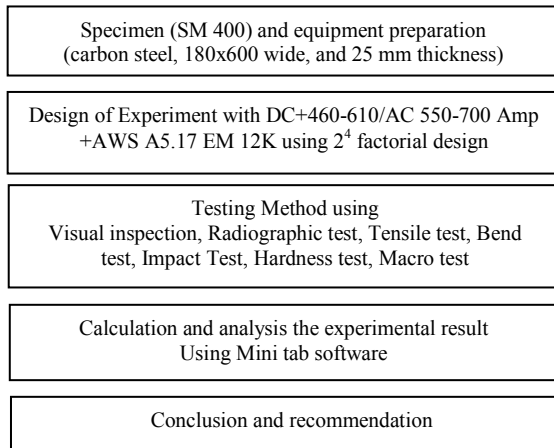 Specimen (SM 400) and equipment preparation
(carbon steel, 180x600 wide, and 25 mm thickness)
Design of Experiment with DC+460-610/AC 550-700 Amp
+AWS A5.17 EM 12K using 2⁴ factorial design
Testing Method using
Visual inspection, Radiographic test, Tensile test, Bend
test, Impact Test, Hardness test, Macro test
Calculation and analysis the experimental result
Using Mini tab software
Conclusion and recommendation